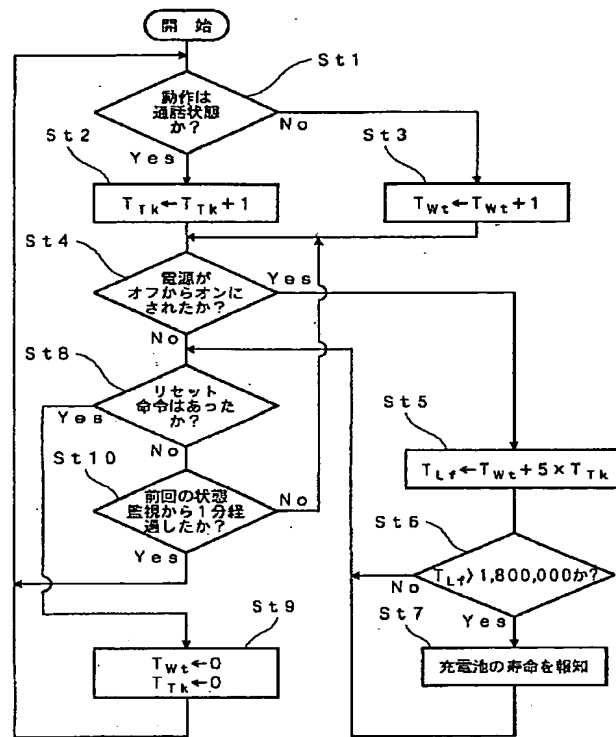 開始
St1
動作は
通話状態
か?
No
Yes
St2
St3
T_Tk←T_Tk+1
T_Wt←T_Wt+1
St4
電源が
オフからオンに
されたか?
Yes
No
St8
リセット
命令はあった
か?
Yes
No
St5
T_Lf←T_Wt+5×T_Tk
St10
前回の状態
監視から1分経
過したか?
No
Yes
St6
T_Lf>1,800,000か?
No
Yes
St7
充電池の寿命を報知
St9
T_Wt←0
T_Tk←0